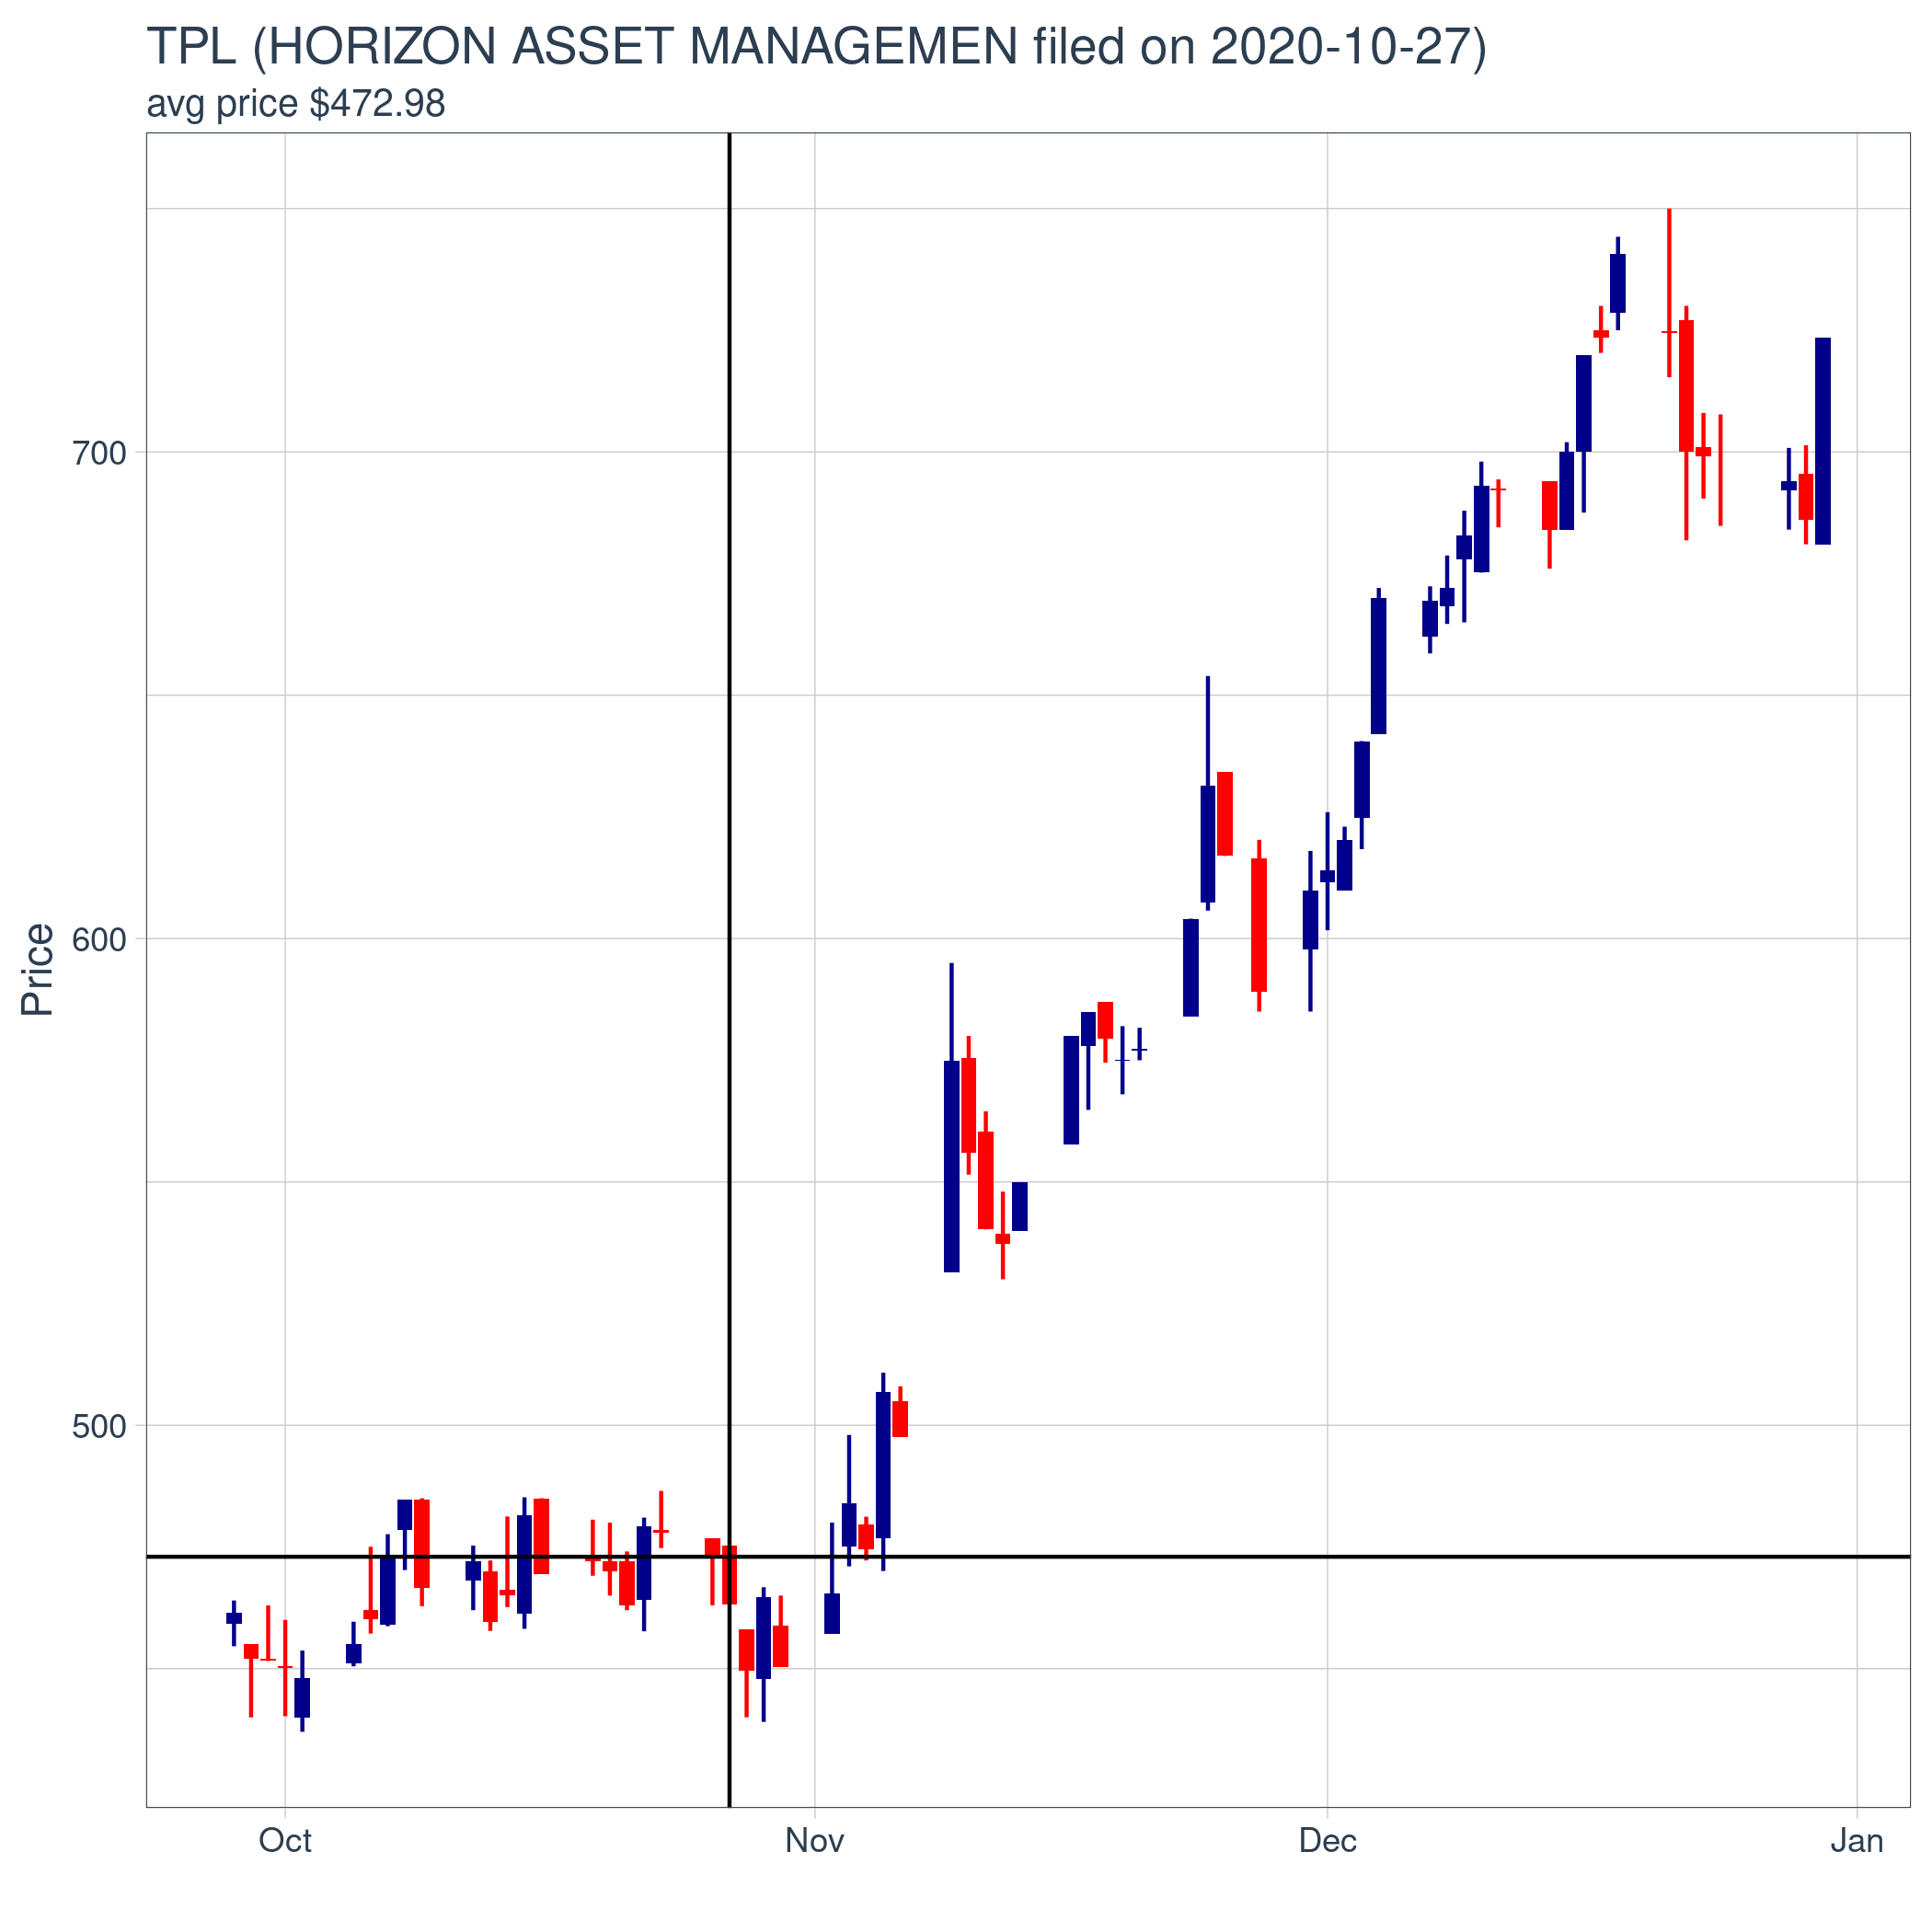 TPL (HORIZON ASSET MANAGEMEN filed on 2020-10-27)
avg price $472.98
Price
700
600
500
Oct Nov Dec Jan